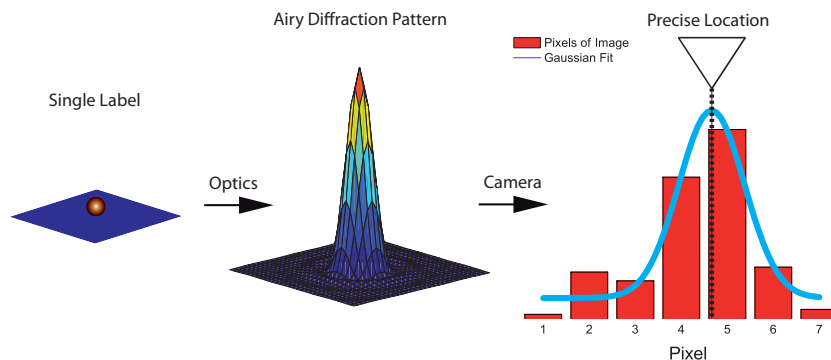 Single Label
Optics
Airy Diffraction Pattern
Camera
Precise Location
Pixels of Image
Gaussian Fit
1 2 3 4 5 6 7
Pixel